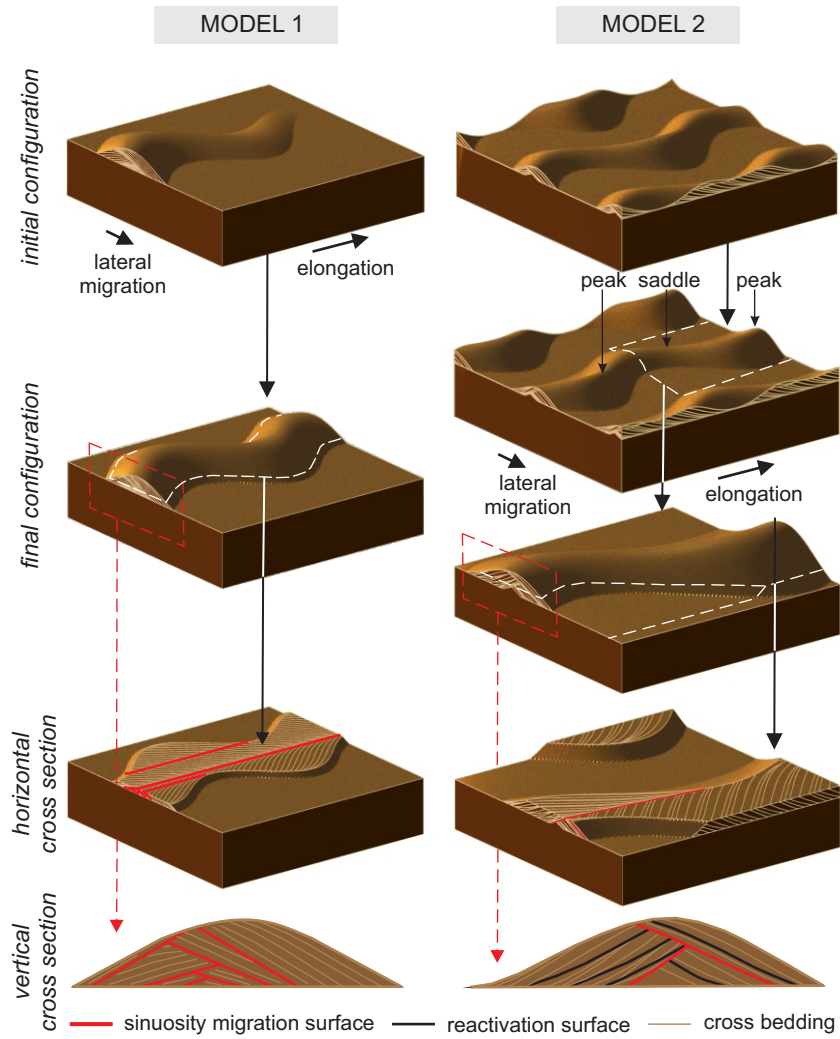 MODEL 1
MODEL 2
initial configuration
lateral
migration
elongation
peak saddle peak
final configuration
lateral
migration
elongation
horizontal
cross section
vertical
cross section
sinuosity migration surface
reactivation surface
cross bedding